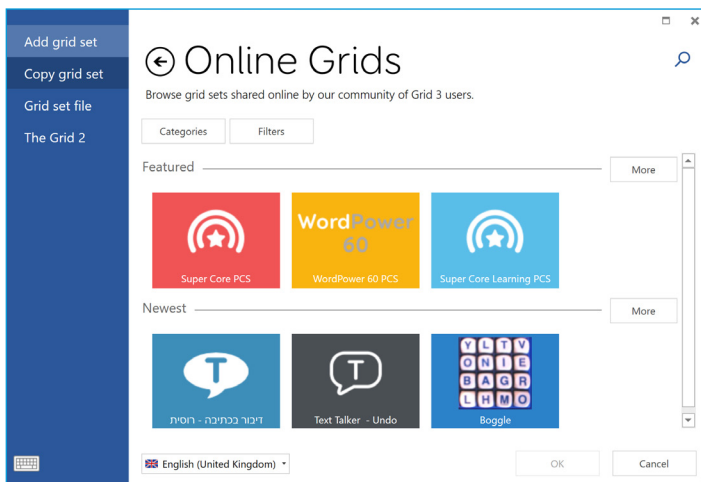 Add grid set
Copy grid set
Grid set file
The Grid 2
Online Grids
Browse grid sets shared online by our community of Grid 3 users.
Categories
Filters
Featured
More
WordPower
60
Super Core PCS
WordPower 60 PCS
Super Core Learning PCS
Newest
More
T
T
Y L T V
O N I E
B A G R
L H M O
דיבור בכתיבה - רוסית
Text Talker - Undo
Boggle
English (United Kingdom)
OK
Cancel